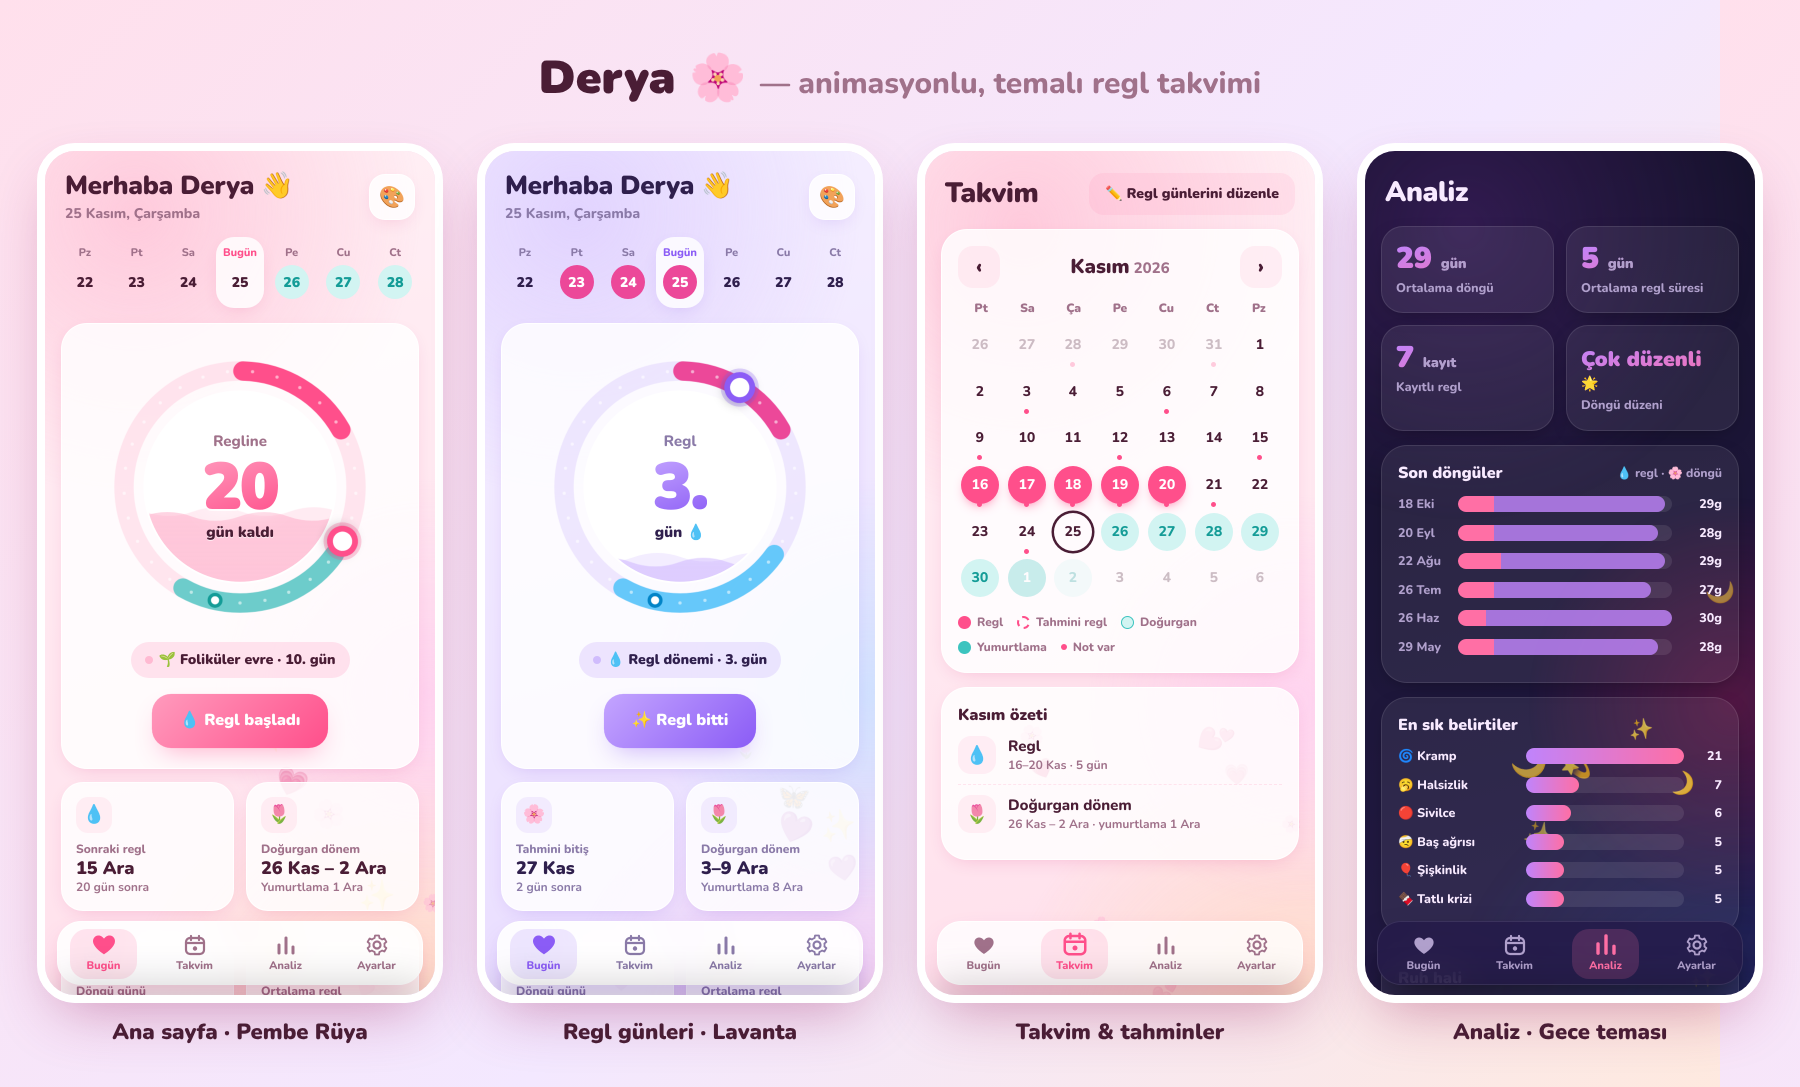 Derya 🌸 — animasyonlu, temalı regl takvimi
Merhaba Derya 👋
25 Kasım, Çarşamba
🎨
Pz Pt Sa Bugün Pe Cu Ct
22 23 24 25 26 27 28
Regline
20
gün kaldı
🌱 Foliküler evre · 10. gün
💧 Regl başladı
Sonraki regl
15 Ara
20 gün sonra
Doğurgan dönem
26 Kas – 2 Ara
Yumurtlama 1 Ara
Döngü günü
Ortalama regl
Bugün Takvim Analiz Ayarlar
Ana sayfa · Pembe Rüya
Merhaba Derya 👋
25 Kasım, Çarşamba
🎨
Pz Pt Sa Bugün Pe Cu Ct
22 23 24 25 26 27 28
Regl
3.
gün 💧
💧 Regl dönemi · 3. gün
✨ Regl bitti
Tahmini bitiş
27 Kas
2 gün sonra
Doğurgan dönem
3–9 Ara
Yumurtlama 8 Ara
Döngü günü
Ortalama regl
Bugün Takvim Analiz Ayarlar
Regl günleri · Lavanta
Takvim
✏️ Regl günlerini düzenle
‹ Kasım 2026 ›
Pt Sa Ça Pe Cu Ct Pz
26 27 28 29 30 31 1
2 3 4 5 6 7 8
9 10 11 12 13 14 15
16 17 18 19 20 21 22
23 24 25 26 27 28 29
30 1 2 3 4 5 6
Regl Tahmini regl Doğurgan
Yumurtlama Not var
Kasım özeti
Regl
16–20 Kas · 5 gün
Doğurgan dönem
26 Kas – 2 Ara · yumurtlama 1 Ara
Bugün Takvim Analiz Ayarlar
Takvim & tahminler
Analiz
29 gün
Ortalama döngü
5 gün
Ortalama regl süresi
7 kayıt
Kayıtlı regl
Çok düzenli
🌟
Döngü düzeni
Son döngüler
💧 regl · 🌸 döngü
18 Eki 29g
20 Eyl 28g
22 Ağu 29g
26 Tem 27g
26 Haz 30g
29 May 28g
En sık belirtiler
🌀 Kramp 21
🥱 Halsizlik 7
🔴 Sivilce 6
🤕 Baş ağrısı 5
🎈 Şişkinlik 5
🍫 Tatlı krizi 5
Ruh hali
Bugün Takvim Analiz Ayarlar
Analiz · Gece teması